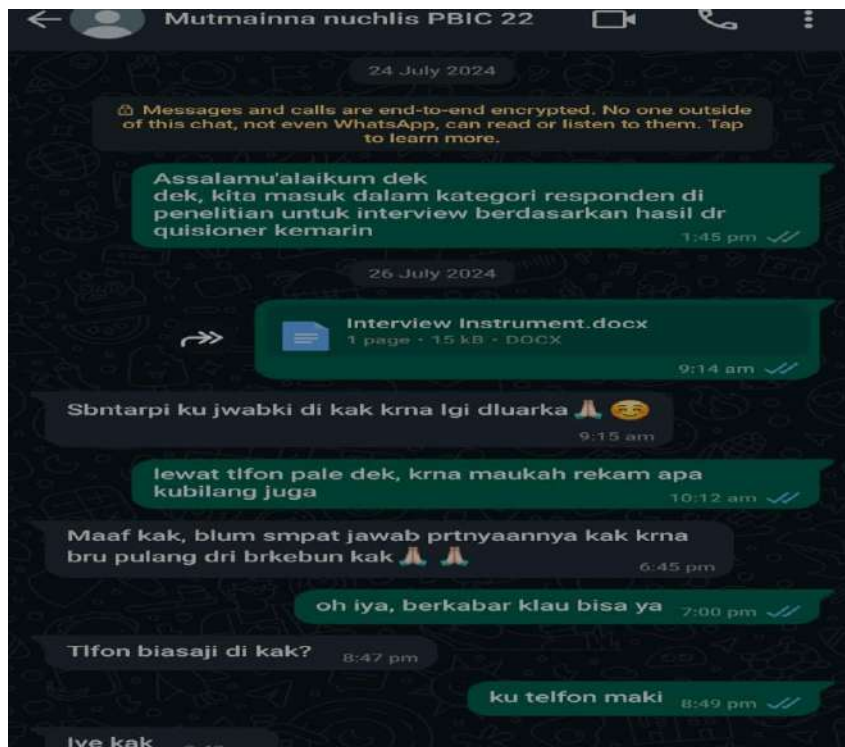 Mutmainna nuchlis PBIC 22
24 July 2024
Messages and calls are end-to-end encrypted. No one outside
of this chat, not even WhatsApp, can read or listen to them. Tap
to learn more.
Assalamu'alaikum dek
dek, kita masuk dalam kategori responden di
penelitian untuk interview berdasarkan hasil dr
quisioner kemarin
1:45 pm
26 July 2024
Interview Instrument.docx
1 page · 15 kB · DOCX
9:14 am
Sbntarpi ku jwabki di kak krna lgi dluarka 🙏🏻 ☺️
9:15 am
lewat tlfon pale dek, krna maukah rekam apa
kubilang juga
10:12 am
Maaf kak, blum smpat jawab prtnyaannya kak krna
bru pulang dri brkebun kak 🙏🏻 🙏🏻
6:45 pm
oh iya, berkabar klau bisa ya 7:00 pm
Tlfon biasaji di kak? 8:47 pm
ku telfon maki 8:49 pm
Iye kak